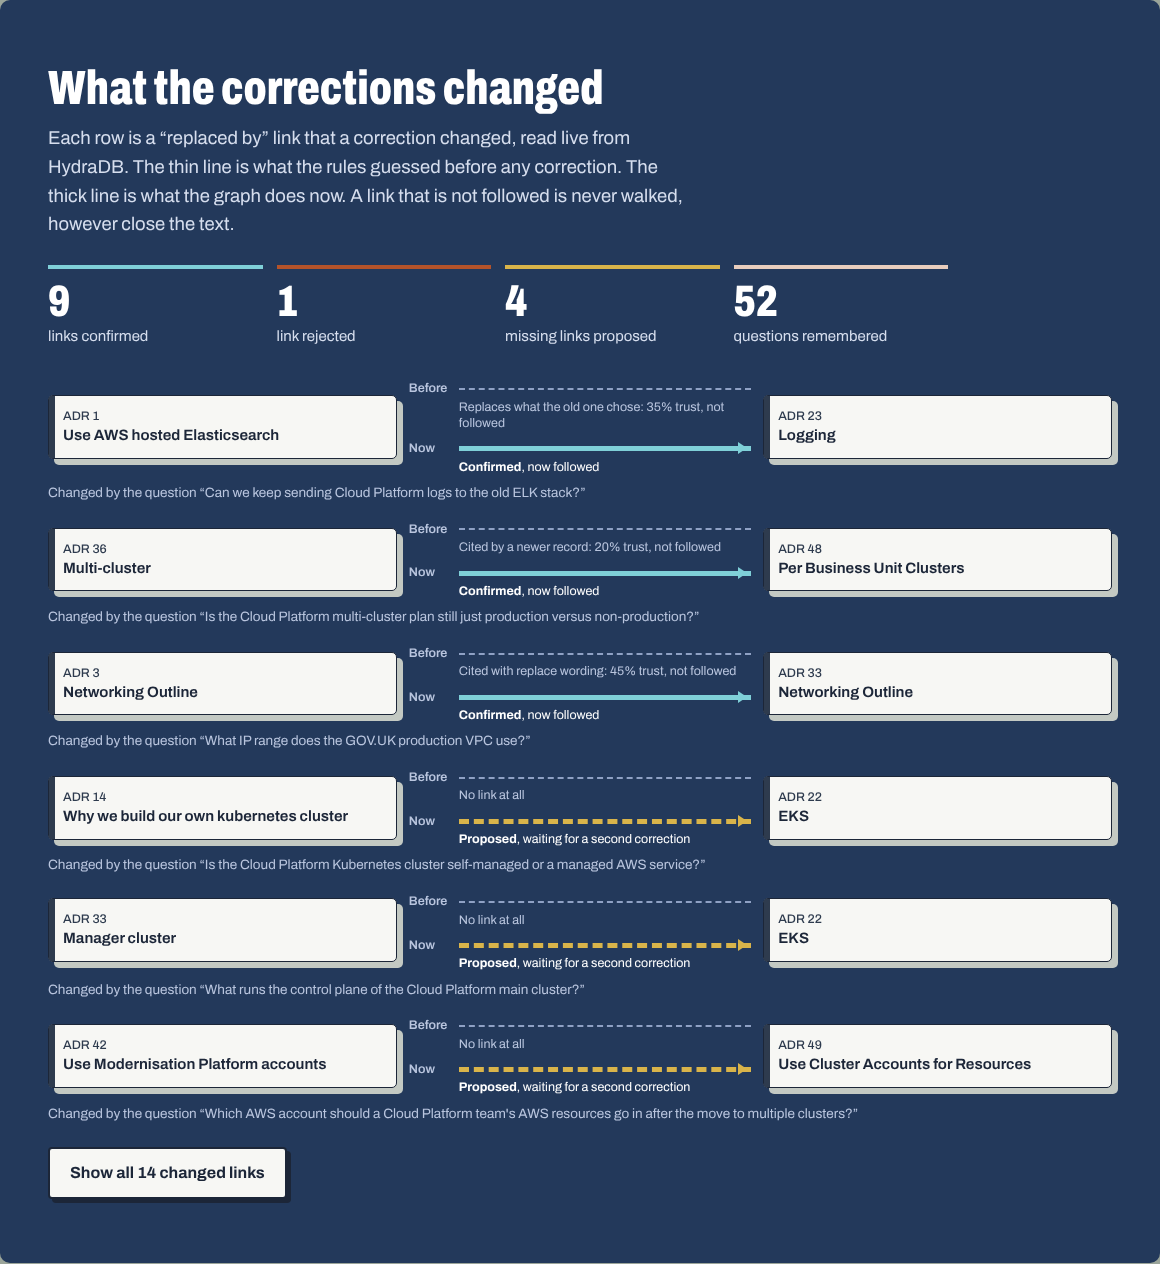 What the corrections changed
Each row is a “replaced by” link that a correction changed, read live from
HydraDB. The thin line is what the rules guessed before any correction. The
thick line is what the graph does now. A link that is not followed is never walked,
however close the text.
9
links confirmed
1
link rejected
4
missing links proposed
52
questions remembered
ADR 1
Use AWS hosted Elasticsearch
Before
Replaces what the old one chose: 35% trust, not
followed
Now
Confirmed, now followed
ADR 23
Logging
Changed by the question “Can we keep sending Cloud Platform logs to the old ELK stack?”
ADR 36
Multi-cluster
Before
Cited by a newer record: 20% trust, not followed
Now
Confirmed, now followed
ADR 48
Per Business Unit Clusters
Changed by the question “Is the Cloud Platform multi-cluster plan still just production versus non-production?”
ADR 3
Networking Outline
Before
Cited with replace wording: 45% trust, not followed
Now
Confirmed, now followed
ADR 33
Networking Outline
Changed by the question “What IP range does the GOV.UK production VPC use?”
ADR 14
Why we build our own kubernetes cluster
Before
No link at all
Now
Proposed, waiting for a second correction
ADR 22
EKS
Changed by the question “Is the Cloud Platform Kubernetes cluster self-managed or a managed AWS service?”
ADR 33
Manager cluster
Before
No link at all
Now
Proposed, waiting for a second correction
ADR 22
EKS
Changed by the question “What runs the control plane of the Cloud Platform main cluster?”
ADR 42
Use Modernisation Platform accounts
Before
No link at all
Now
Proposed, waiting for a second correction
ADR 49
Use Cluster Accounts for Resources
Changed by the question “Which AWS account should a Cloud Platform team's AWS resources go in after the move to multiple clusters?”
Show all 14 changed links